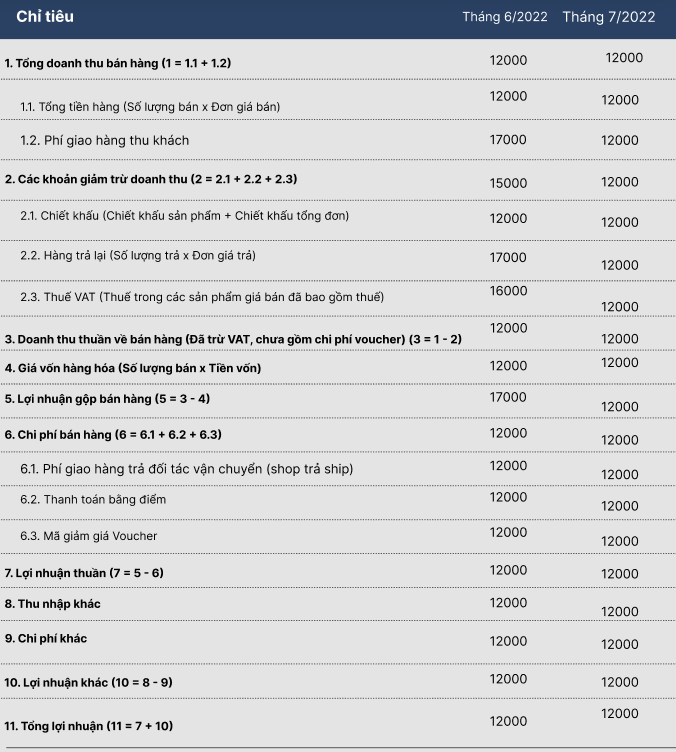 Chỉ tiêu Tháng 6/2022 Tháng 7/2022
1. Tổng doanh thu bán hàng (1 = 1.1 + 1.2) 12000 12000
1.1. Tổng tiền hàng (Số lượng bán x Đơn giá bán) 12000 12000
1.2. Phí giao hàng thu khách 17000 12000
2. Các khoản giảm trừ doanh thu (2 = 2.1 + 2.2 + 2.3) 15000 12000
2.1. Chiết khấu (Chiết khấu sản phẩm + Chiết khấu tổng đơn) 12000 12000
2.2. Hàng trả lại (Số lượng trả x Đơn giá trả) 17000 12000
2.3. Thuế VAT (Thuế trong các sản phẩm giá bán đã bao gồm thuế) 16000 12000
3. Doanh thu thuần về bán hàng (Đã trừ VAT, chưa gồm chi phí voucher) (3 = 1 - 2) 12000 12000
4. Giá vốn hàng hóa (Số lượng bán x Tiền vốn) 12000 12000
5. Lợi nhuận gộp bán hàng (5 = 3 - 4) 17000 12000
6. Chi phí bán hàng (6 = 6.1 + 6.2 + 6.3) 12000 12000
6.1. Phí giao hàng trả đối tác vận chuyển (shop trả ship) 12000 12000
6.2. Thanh toán bằng điểm 12000 12000
6.3. Mã giảm giá Voucher 12000 12000
7. Lợi nhuận thuần (7 = 5 - 6) 12000 12000
8. Thu nhập khác 12000 12000
9. Chi phí khác 12000 12000
10. Lợi nhuận khác (10 = 8 - 9) 12000 12000
11. Tổng lợi nhuận (11 = 7 + 10) 12000 12000